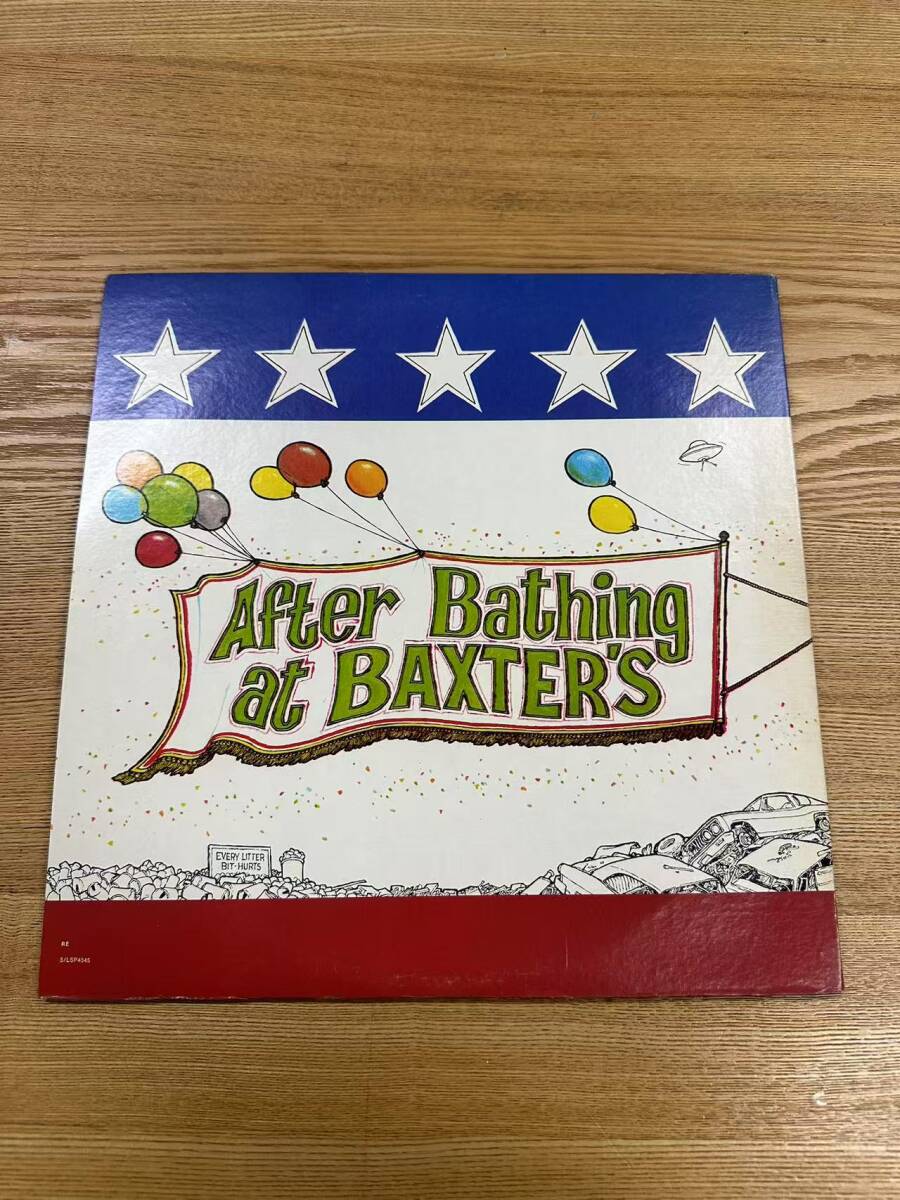 After Bathing
at BAXTER'S
EVERY LITTER
BIT-HURTS
RE
S/LSP4545